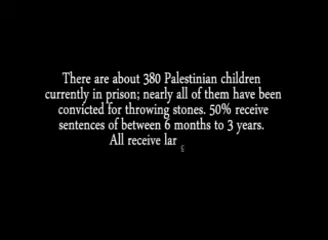 There are about 380 Palestinian children
currently in prison; nearly all of them have been
convicted for throwing stones. 50% receive
sentences of between 6 months to 3 years.
All receive lar